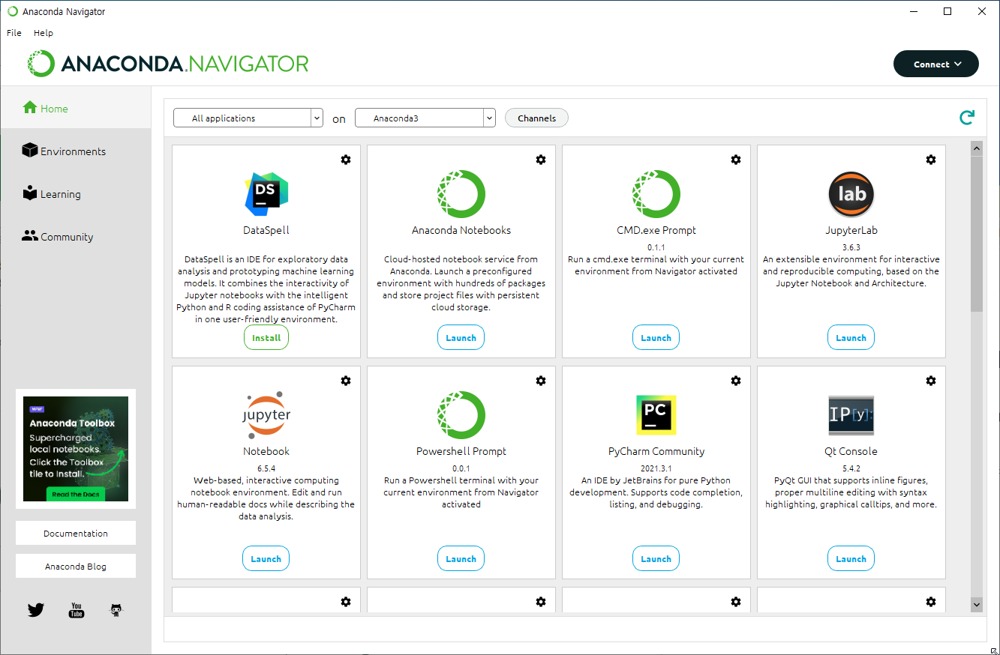 Anaconda Navigator
File Help
ANACONDA.NAVIGATOR
Connect
Home
Environments
Learning
Community
All applications on Anaconda3 Channels
DS
DataSpell
DataSpell is an IDE for exploratory data
analysis and prototyping machine learning
models. It combines the interactivity of
Jupyter notebooks with the intelligent
Python and R coding assistance of PyCharm
in one user-friendly environment.
Install
Anaconda Notebooks
Cloud-hosted notebook service from
Anaconda. Launch a preconfigured
environment with hundreds of packages
and store project files with persistent
cloud storage.
Launch
CMD.exe Prompt
0.1.1
Run a cmd.exe terminal with your current
environment from Navigator activated
Launch
lab
JupyterLab
3.6.3
An extensible environment for interactive
and reproducible computing, based on the
Jupyter Notebook and Architecture.
Launch
jupyter
Notebook
6.5.4
Web-based, interactive computing
notebook environment. Edit and run
human-readable docs while describing the
data analysis.
Launch
Powershell Prompt
0.0.1
Run a Powershell terminal with your
current environment from Navigator
activated
Launch
PC
PyCharm Community
2021.3.1
An IDE by JetBrains for pure Python
development. Supports code completion,
listing, and debugging.
Launch
IP[y]:
Qt Console
5.4.2
PyQt GUI that supports inline figures,
proper multiline editing with syntax
highlighting, graphical calltips, and more.
Launch
NEW
Anaconda Toolbox
Supercharged
local notebooks.
Click the Toolbox
tile to install.
Read the Docs
Documentation
Anaconda Blog
You
Tube